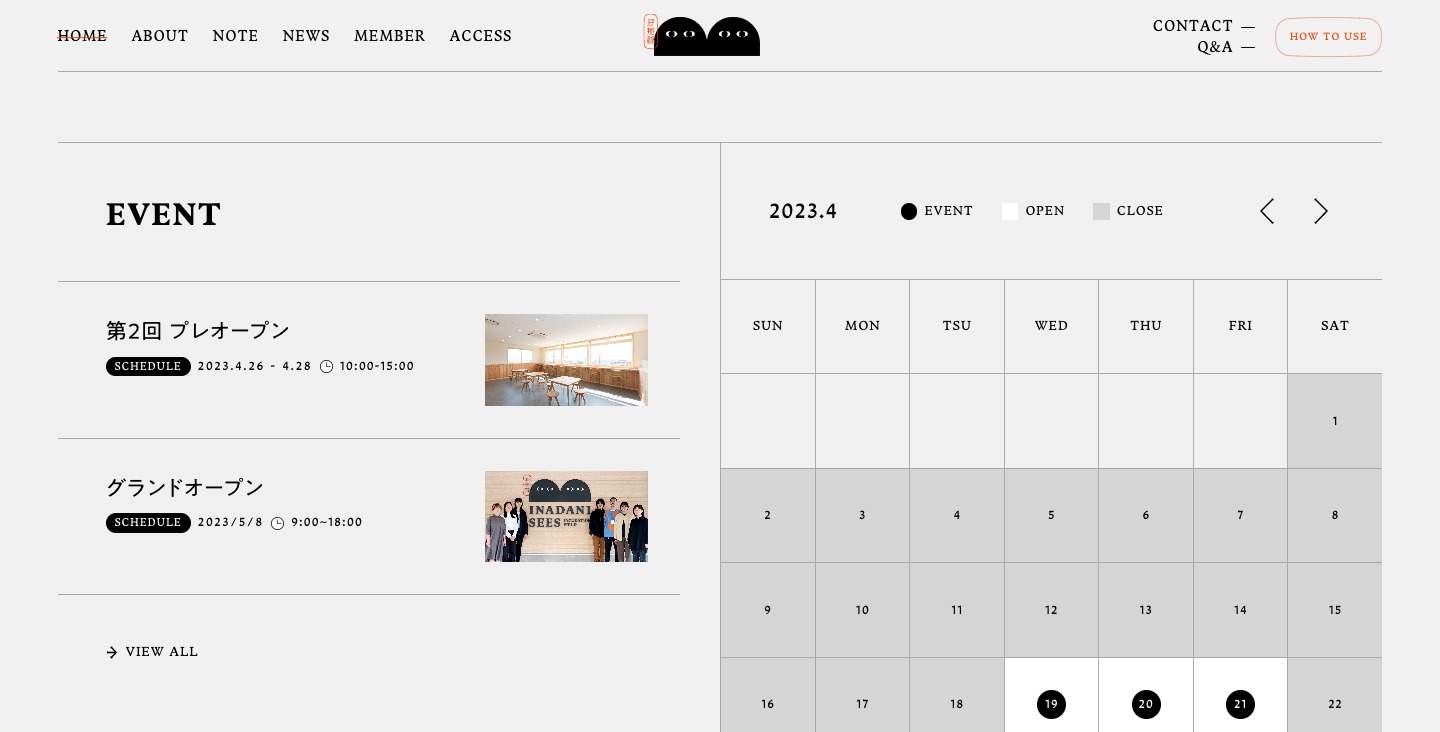 HOME ABOUT NOTE NEWS MEMBER ACCESS
CONTACT —
Q&A —
HOW TO USE
EVENT
第2回 プレオープン
SCHEDULE 2023.4.26 - 4.28 10:00-15:00
グランドオープン
SCHEDULE 2023/5/8 9:00~18:00
INADANI
SEES
VIEW ALL
2023.4 EVENT OPEN CLOSE
SUN MON TSU WED THU FRI SAT
1
2 3 4 5 6 7 8
9 10 11 12 13 14 15
16 17 18 19 20 21 22